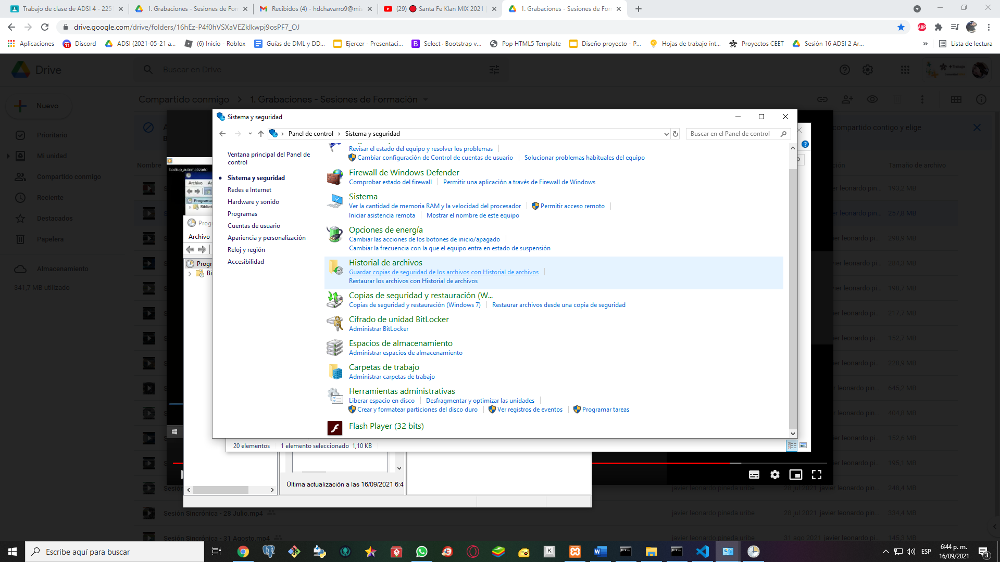 Trabajo de clase de ADSI 4 - 225
1. Grabaciones - Sesiones de For
Recibidos (4) - hdchavarro9@mis
(29) Santa Fe Klan MIX 2021
1. Grabaciones - Sesiones de For
drive.google.com/drive/folders/16hEz-P4f0hVSXaVEZkIkwpj9osPF7_OJ
ABP
Aplicaciones
11
Discord
ADSI (2021-05-21 a...
(6) Inicio - Roblox
Guías de DML y DD...
Ejercer - Presentaci...
Select · Bootstrap v...
Pop HTML5 Template
Diseño proyecto - P...
Hojas de trabajo int...
Proyectos CEET
Sesión 16 ADSI 2 Ar...
»
Lista de lectura
Drive
Buscar en Drive
Compartido conmigo
1. Grabaciones - Sesiones de Formación
Nuevo
Prioritario
Mi unidad
Compartido conmigo
Reciente
Destacados
Papelera
Almacenamiento
341,7 MB utilizado
Nombre
compartido contigo y elige
Tamaño de archivo
backup_automatizado
Archivo
Programa
Bibliot
Prog
Archivo
Progr
Bi
Sistema y seguridad
Panel de control
Sistema y seguridad
Buscar en el Panel de control
Ventana principal del Panel de
control
Sistema y seguridad
Redes e Internet
Hardware y sonido
Programas
Cuentas de usuario
Apariencia y personalización
Reloj y región
Accesibilidad
Revisar el estado del equipo y resolver los problemas
Cambiar configuración de Control de cuentas de usuario
Solucionar problemas habituales del equipo
Firewall de Windows Defender
Comprobar estado del firewall
Permitir una aplicación a través de Firewall de Windows
Sistema
Ver la cantidad de memoria RAM y la velocidad del procesador
Permitir acceso remoto
Iniciar asistencia remota
Mostrar el nombre de este equipo
Opciones de energía
Cambiar las acciones de los botones de inicio/apagado
Cambiar la frecuencia con la que el equipo entra en estado de suspensión
Historial de archivos
Guardar copias de seguridad de los archivos con Historial de archivos
Restaurar los archivos con Historial de archivos
Copias de seguridad y restauración (W...
Copias de seguridad y restauración (Windows 7)
Restaurar archivos desde una copia de seguridad
Cifrado de unidad BitLocker
Administrar BitLocker
Espacios de almacenamiento
Administrar espacios de almacenamiento
Carpetas de trabajo
Administrar carpetas de trabajo
Herramientas administrativas
Liberar espacio en disco
Desfragmentar y optimizar las unidades
Crear y formatear particiones del disco duro
Ver registros de eventos
Programar tareas
Flash Player (32 bits)
20 elementos
1 elemento seleccionado 1,10 KB
Última actualización a las 16/09/2021 6:4
javier leonardo pin... 193,2 MB
javier leonardo pin... 257,8 MB
javier leonardo pi... 298,9 MB
javier leonardo pi... 284,3 MB
javier leonardo pi... 198,7 MB
javier leonardo pi... 217,7 MB
javier leonardo pi... 152,7 MB
javier leonardo pi... 228,9 MB
javier leonardo pin... 645,2 MB
javier leonardo pi... 404,8 MB
javier leonardo pi... 152,6 MB
javier leonardo pi... 195,1 MB
javier leonardo pineda uribe
28 jul 2021 javier leonardo pi... 248,4 MB
Sesión Sincrónica - 28 Julio.mp4
javier leonardo pineda uribe
28 jul 2021 javier leonardo pi... 334,4 MB
Sesión Sincrónica - 31 Agosto.mp4
javier leonardo pineda uribe
31 ago 2021 javier leonardo pi... 145,3 MB
Escribe aquí para buscar
K
ESP
6:44 p. m.
16/09/2021
3